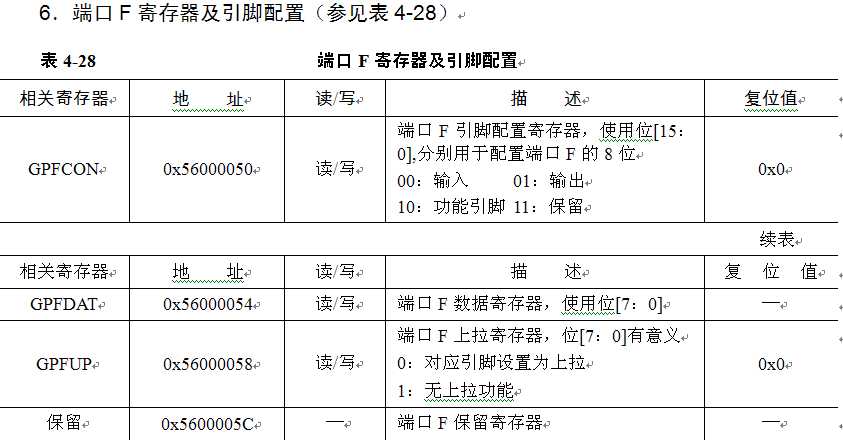 6．端口 F 寄存器及引脚配置（参见表 4-28）
表 4-28 端口 F 寄存器及引脚配置
相关寄存器 地 址 读/写 描 述 复位值
GPFCON 0x56000050 读/写 端口 F 引脚配置寄存器，使用位[15：
0],分别用于配置端口 F 的 8 位
00：输入 01：输出
10：功能引脚 11：保留
0x0
续表
相关寄存器 地 址 读/写 描 述 复 位 值
GPFDAT 0x56000054 读/写 端口 F 数据寄存器，使用位[7：0] —
GPFUP 0x56000058 读/写 端口 F 上拉寄存器，位[7：0]有意义
0：对应引脚设置为上拉
1：无上拉功能
0x0
保留 0x5600005C — 端口 F 保留寄存器 —